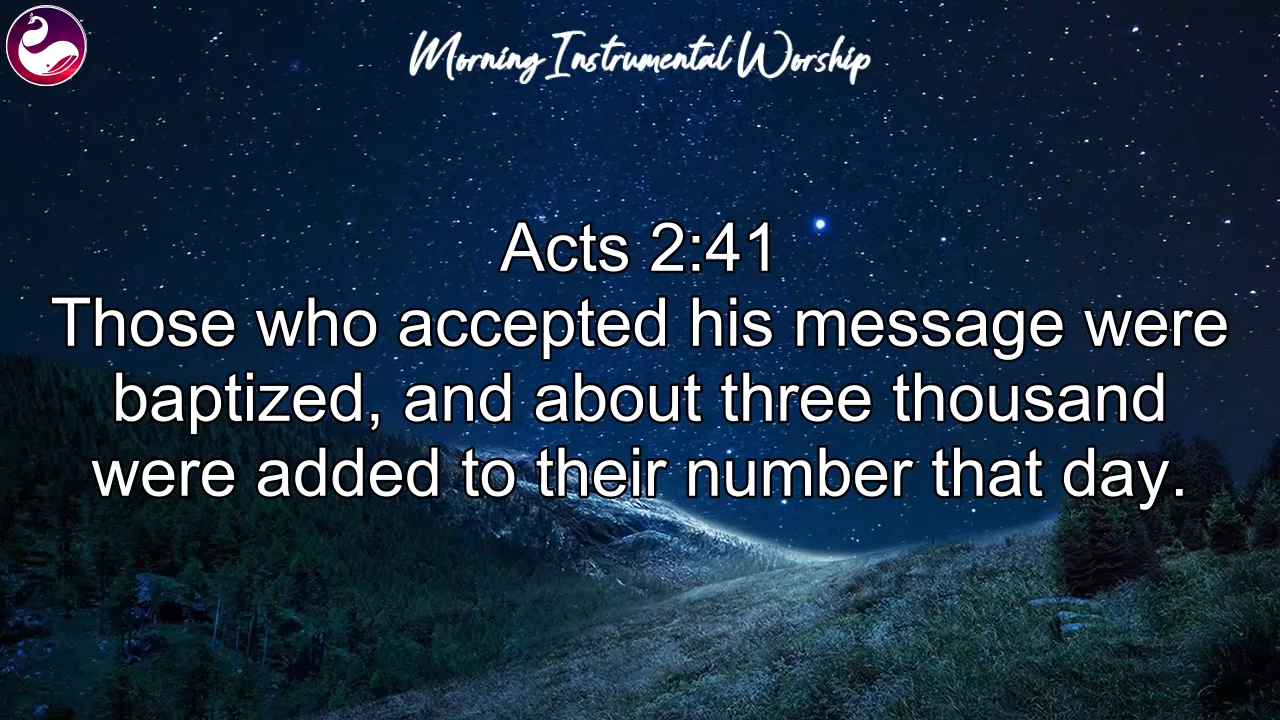 Morning Instrumental Worship
Acts 2:41
Those who accepted his message were
baptized, and about three thousand
were added to their number that day.